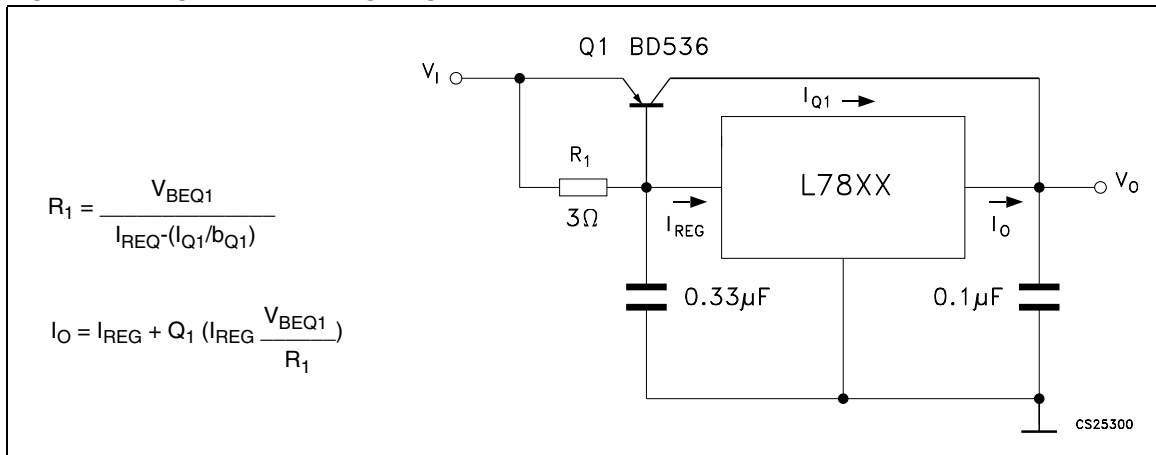 Q1 BD536
V_I
I_Q1
R_1
3Ω
L78XX
V_O
I_REG
I_O
0.33µF
0.1µF
CS25300
R_1 = V_BEQ1 / I_REQ-(I_Q1/b_Q1)
I_O = I_REG + Q_1 (I_REG V_BEQ1 / R_1)